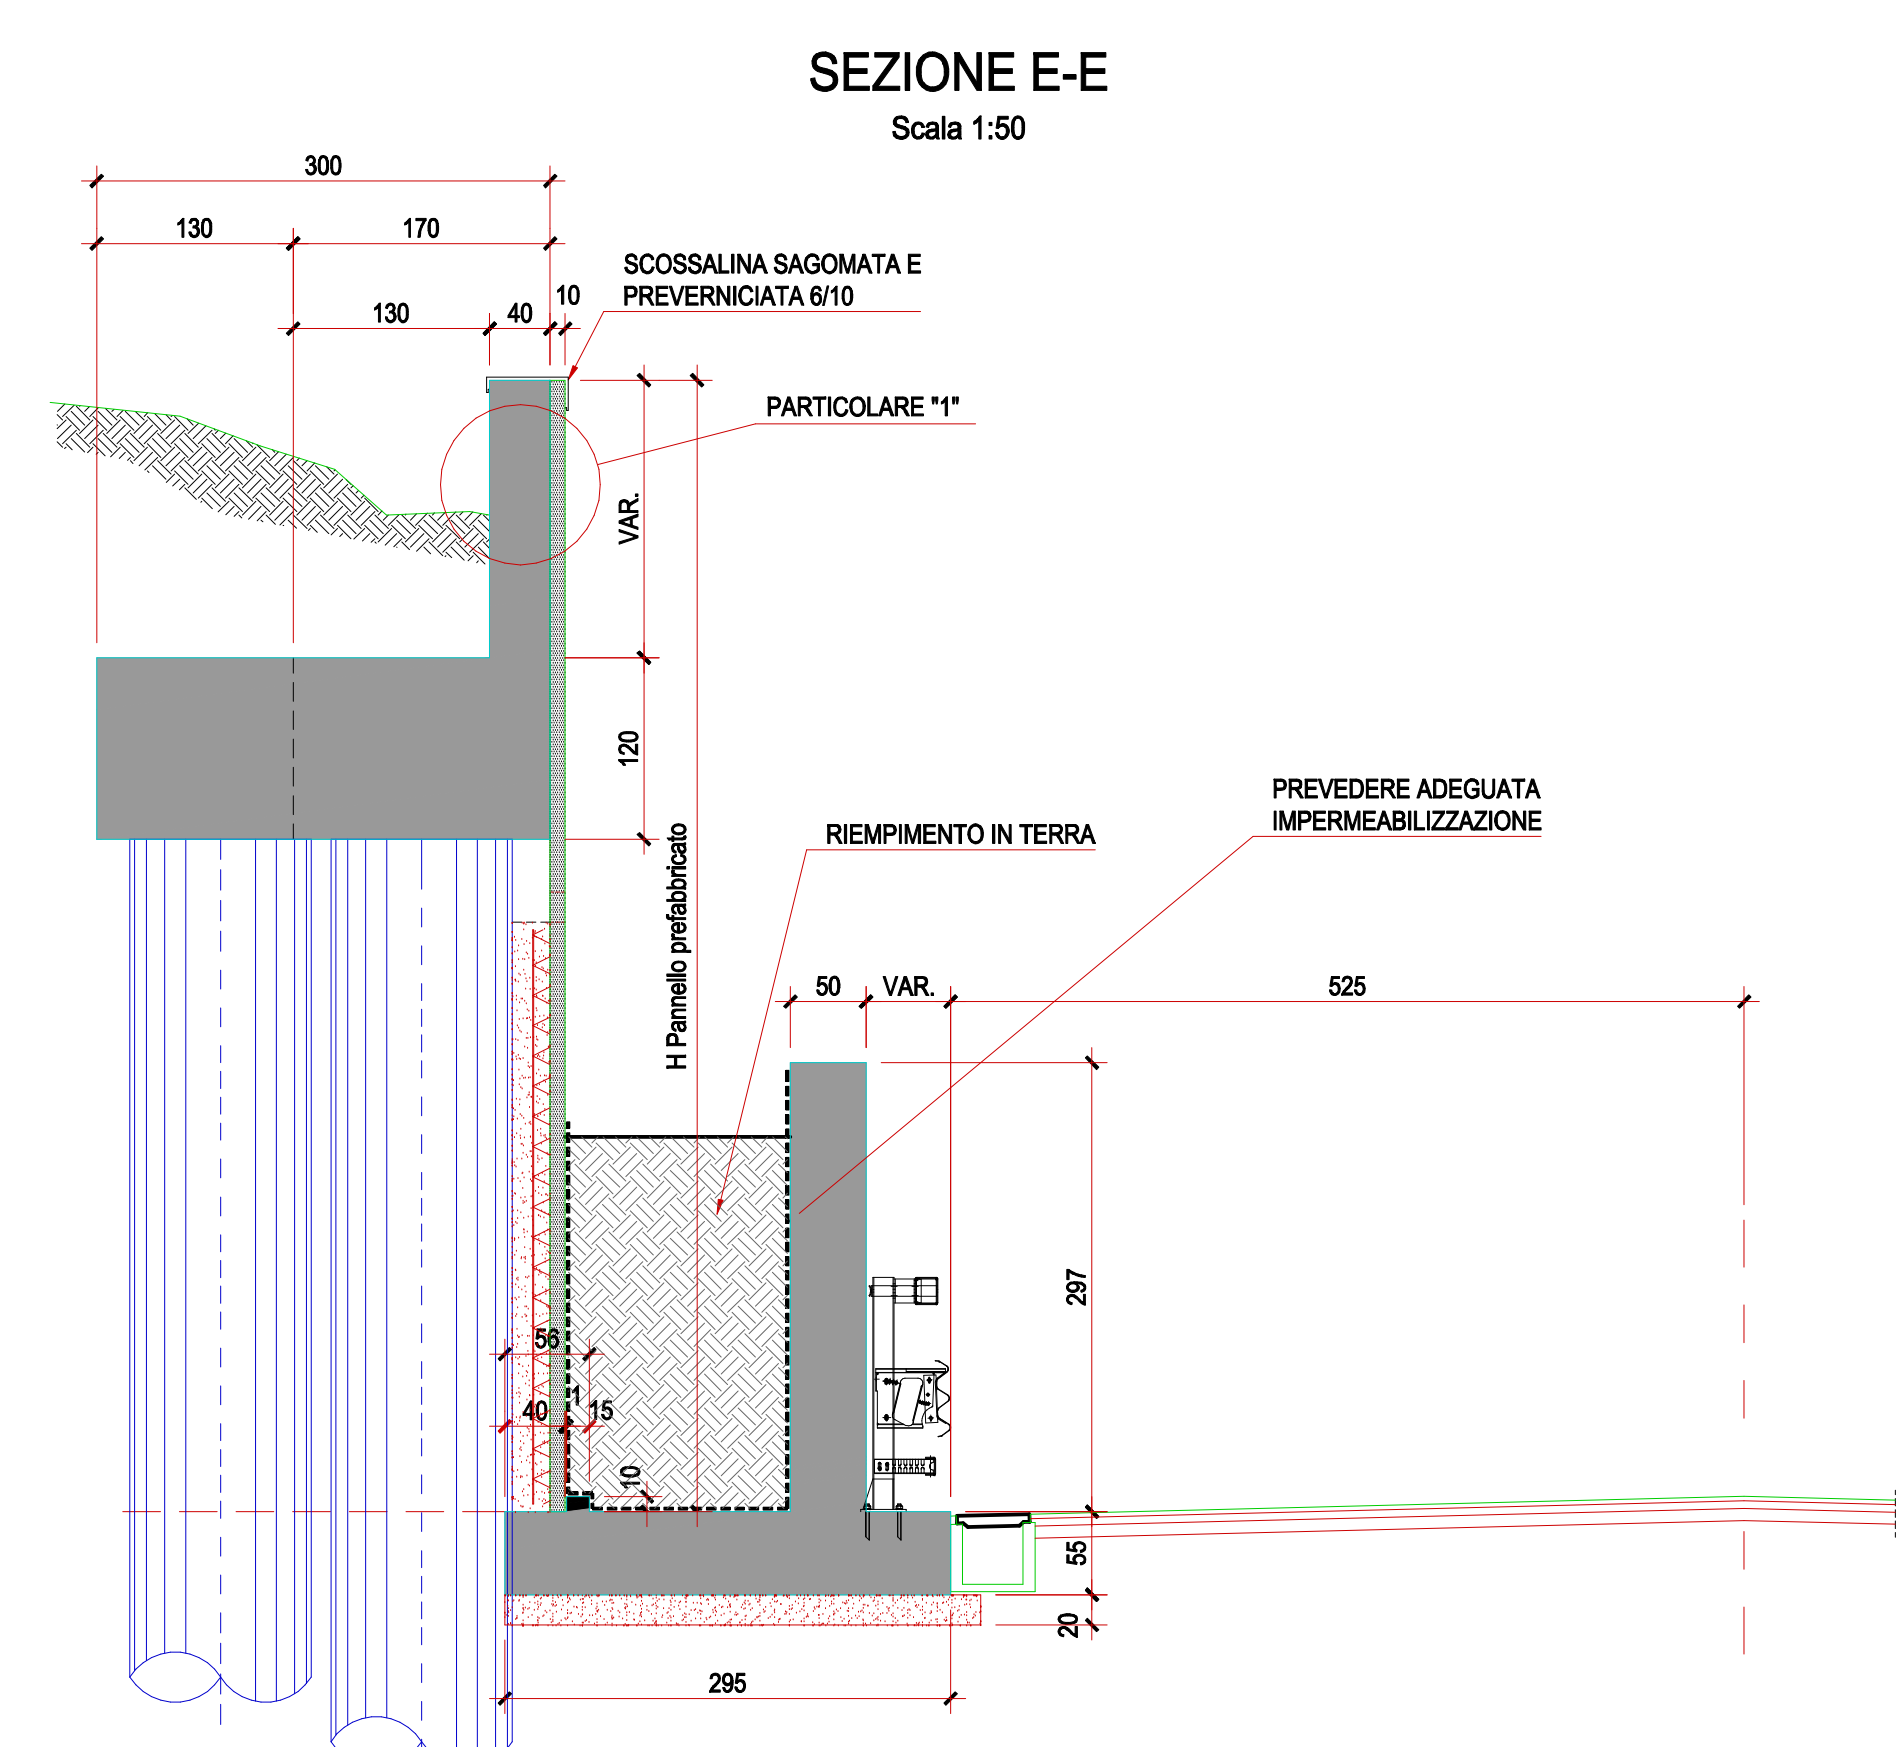 SEZIONE E-E
Scala 1:50
300
130
170
SCOSSALINA SAGOMATA E
PREVERNICIATA 6/10
10
130
40
PARTICOLARE "1"
VAR.
120
PREVEDERE ADEGUATA
IMPERMEABILIZZAZIONE
RIEMPIMENTO IN TERRA
H Pannello prefabbricato
50
VAR.
525
297
56
1
40
15
10
55
20
295